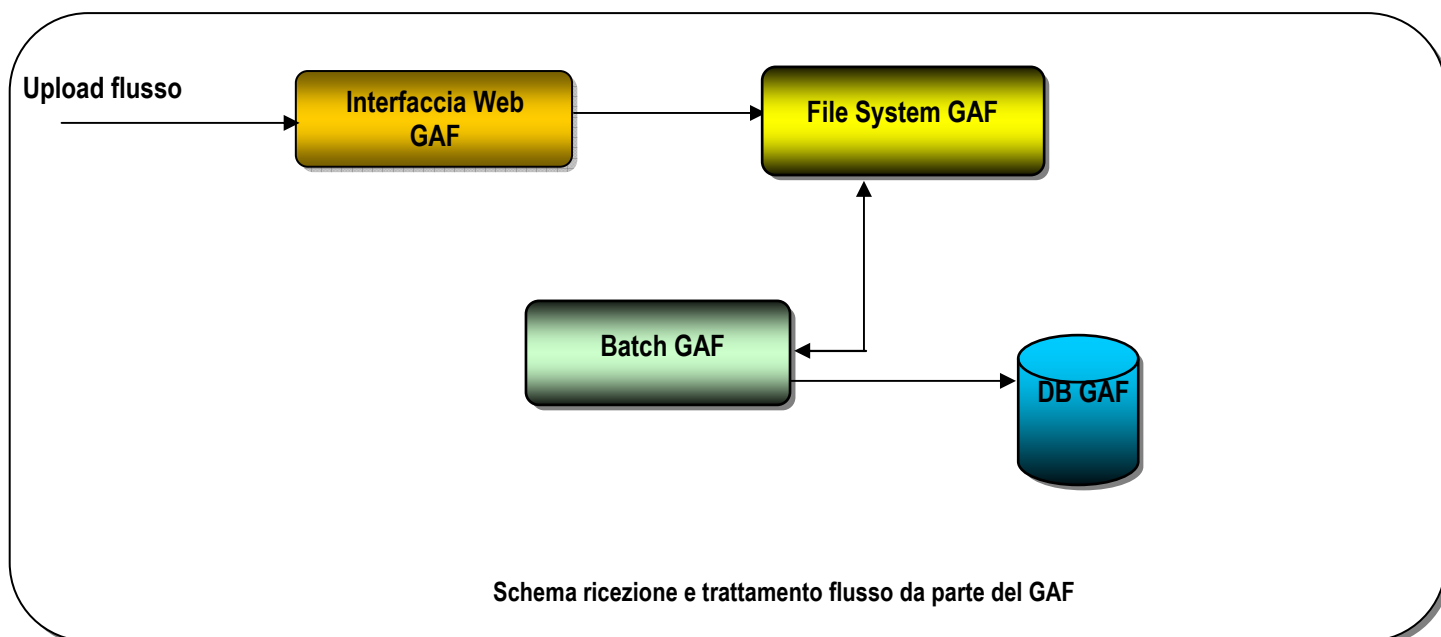 Upload flusso
Interfaccia Web
GAF
File System GAF
Batch GAF
DB GAF
Schema ricezione e trattamento flusso da parte del GAF